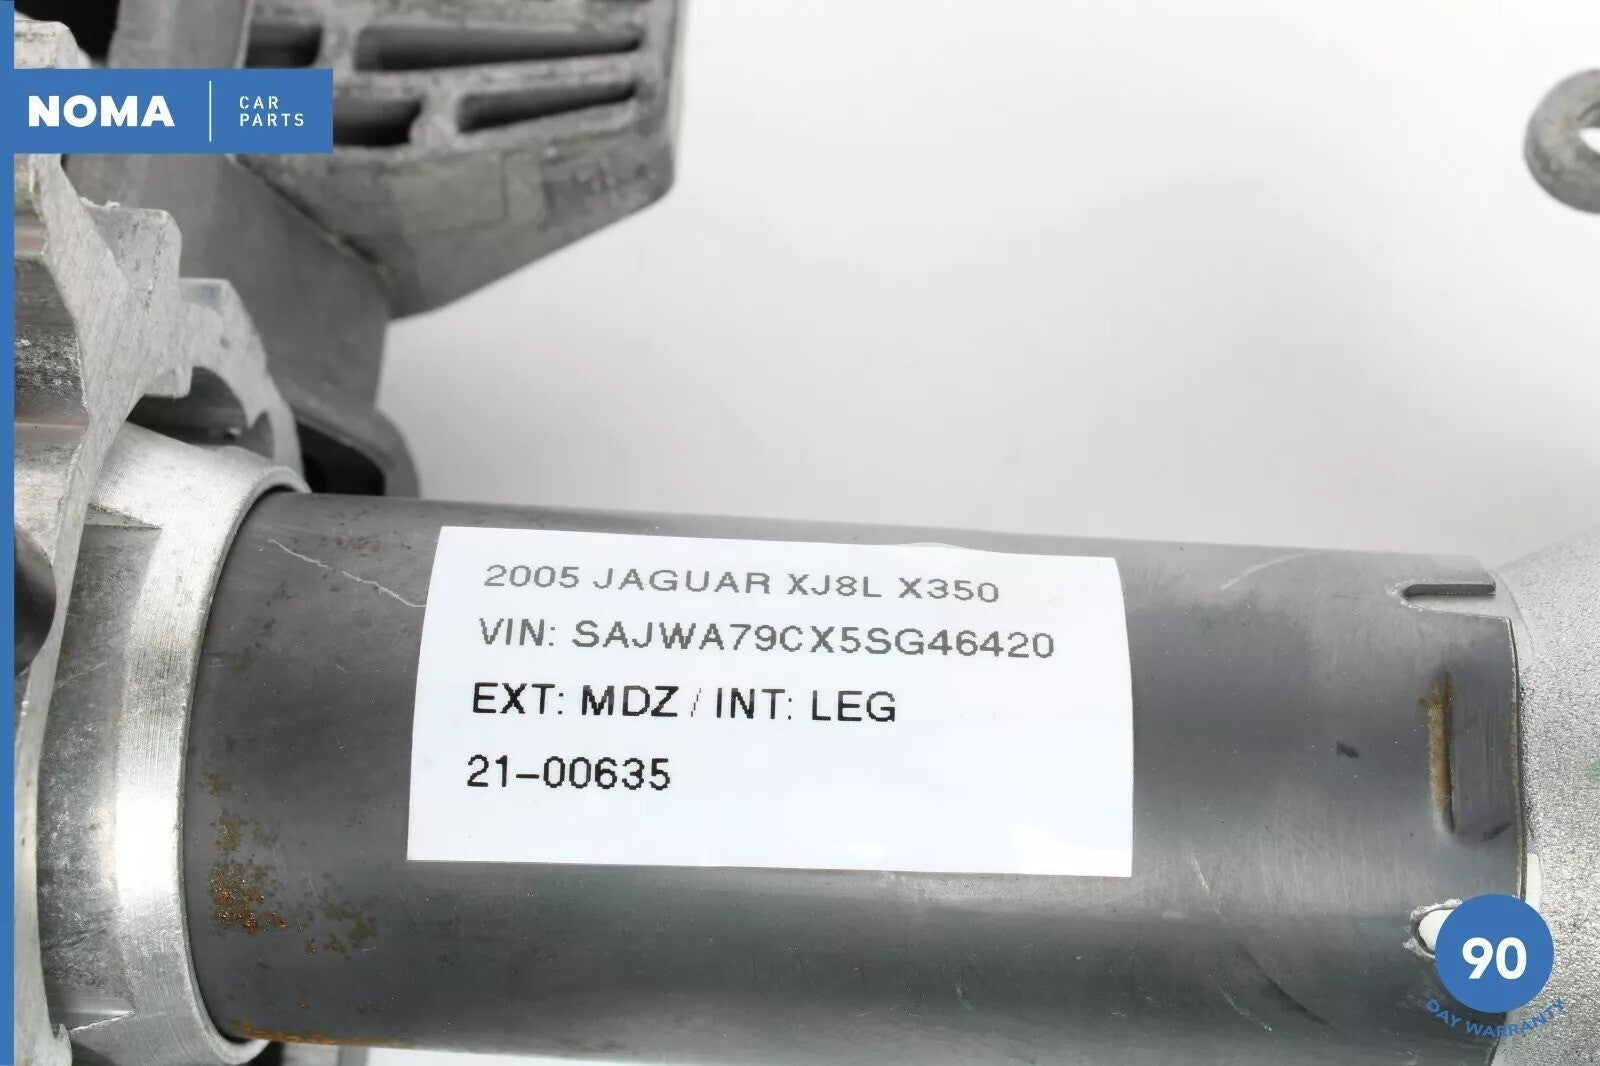 NOMA
CAR
PARTS
2005 JAGUAR XJ8L X350
VIN: SAJWA79CX5SG46420
EXT: MDZ / INT: LEG
21-00635
90
DAY WARRANTY